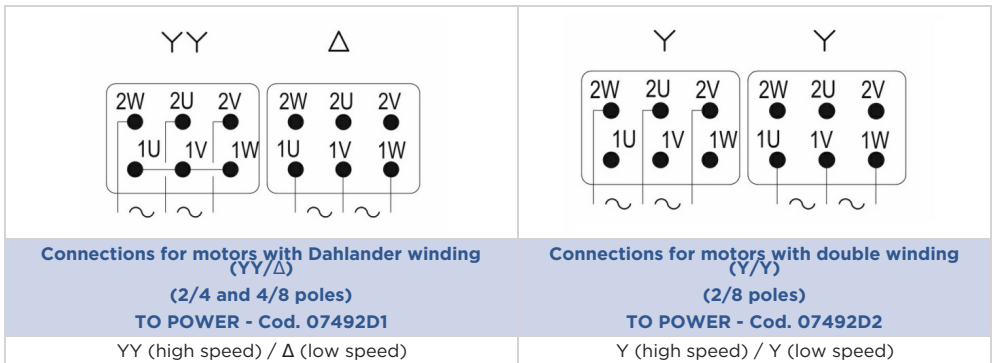 YY
Δ
2W 2U 2V
1U 1V 1W
2W 2U 2V
1U 1V 1W
Connections for motors with Dahlander winding
(YY/Δ)
(2/4 and 4/8 poles)
TO POWER - Cod. 07492D1
YY (high speed) / Δ (low speed)
Y
Y
2W 2U 2V
1U 1V 1W
2W 2U 2V
1U 1V 1W
Connections for motors with double winding
(Y/Y)
(2/8 poles)
TO POWER - Cod. 07492D2
Y (high speed) / Y (low speed)